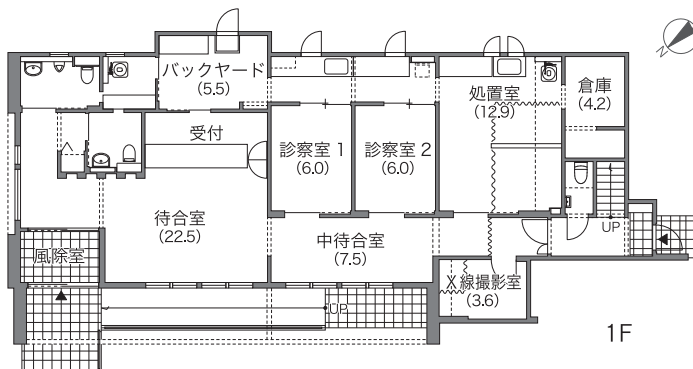 バックヤード
(5.5)
受付
診察室 1
(6.0)
診察室 2
(6.0)
処置室
(12.9)
倉庫
(4.2)
待合室
(22.5)
中待合室
(7.5)
風除室
UP
UP
X線撮影室
(3.6)
1F